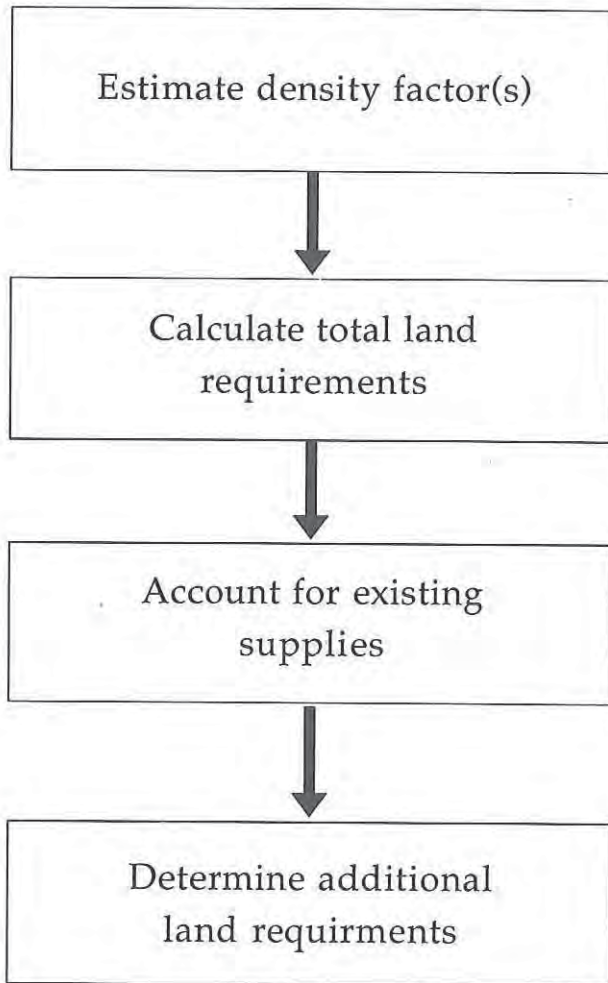 Estimate density factor(s)
Calculate total land
requirements
Account for existing
supplies
Determine additional
land requirments